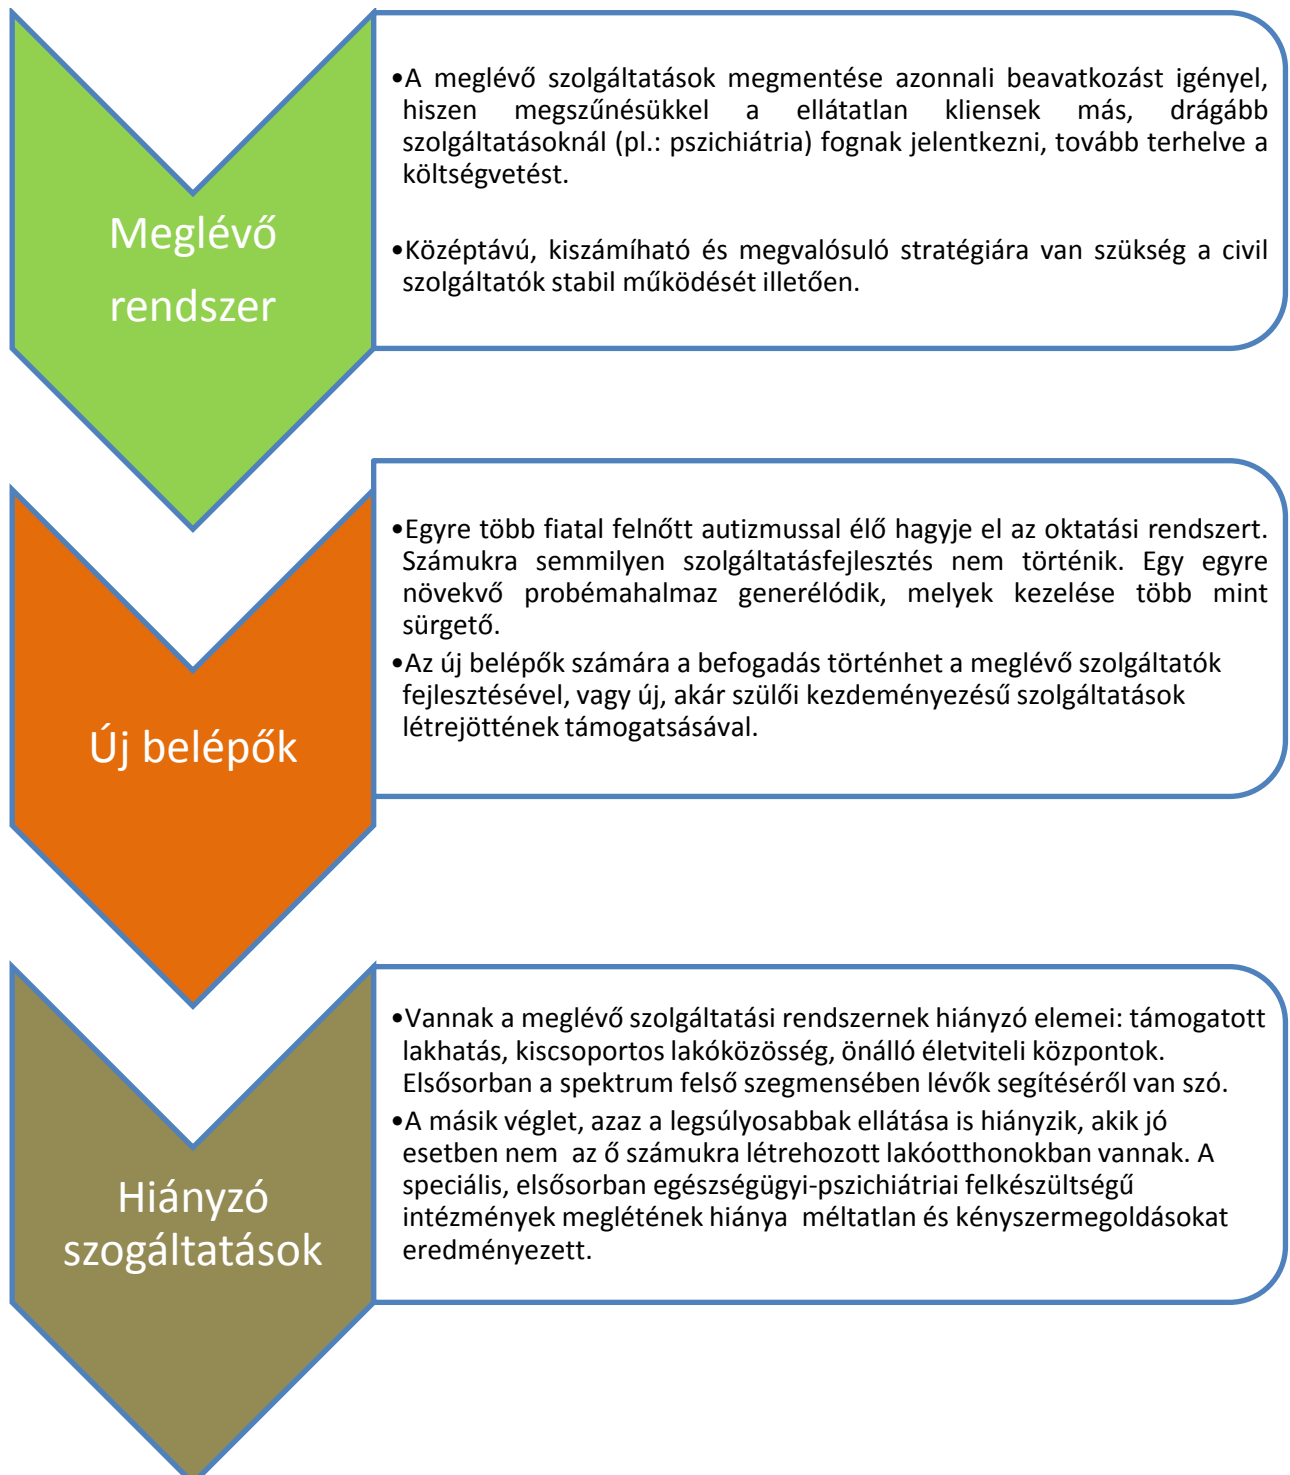 Meglévő
rendszer
•A meglévő szolgáltatások megmentése azonnali beavatkozást igényel,
hiszen megszűnésükkel a ellátatlan kliensek más, drágább
szolgáltatásoknál (pl.: pszichiátria) fognak jelentkezni, tovább terhelve a
költségvetést.
•Középtávú, kiszámítható és megvalósuló stratégiára van szükség a civil
szolgáltatók stabil működését illetően.
Új belépők
•Egyre több fiatal felnőtt autizmussal élő hagyje el az oktatási rendszert.
Számukra semmilyen szolgáltatásfejlesztés nem történik. Egy egyre
növekvő probémahalmaz generélódik, melyek kezelése több mint
sürgető.
•Az új belépők számára a befogadás történhet a meglévő szolgáltatók
fejlesztésével, vagy új, akár szülői kezdeményezésű szolgáltatások
létrejöttének támogatsásával.
Hiányzó
szogáltatások
•Vannak a meglévő szolgáltatási rendszernek hiányzó elemei: támogatott
lakhatás, kiscsoportos lakóközösség, önálló életviteli központok.
Elsősorban a spektrum felső szegmensében lévők segítéséről van szó.
•A másik véglet, azaz a legsúlyosabbak ellátása is hiányzik, akik jó
esetben nem az ő számukra létrehozott lakóotthonokban vannak. A
speciális, elsősorban egészségügyi-pszichiátriai felkészültségű
intézmények meglétének hiánya méltatlan és kényszermegoldásokat
eredményezett.